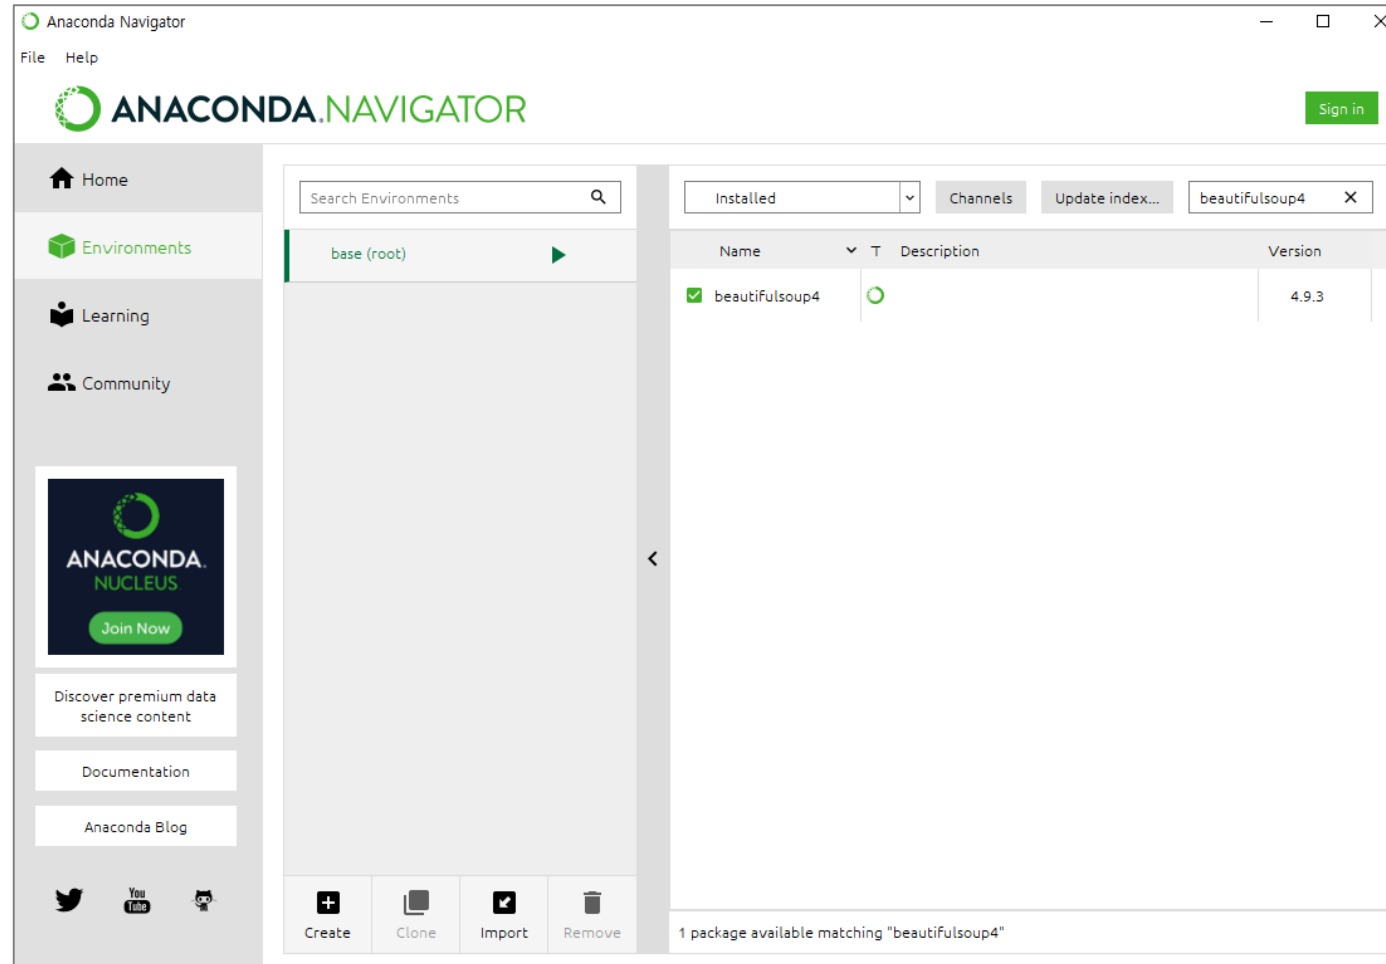 Anaconda Navigator
File Help
ANACONDA.NAVIGATOR
Sign in
Home
Environments
Learning
Community
ANACONDA.
NUCLEUS
Join Now
Discover premium data
science content
Documentation
Anaconda Blog
You
Tube
Search Environments
base (root)
Create Clone Import Remove
Installed Channels Update index... beautifulsoup4
Name T Description Version
beautifulsoup4 4.9.3
1 package available matching "beautifulsoup4"